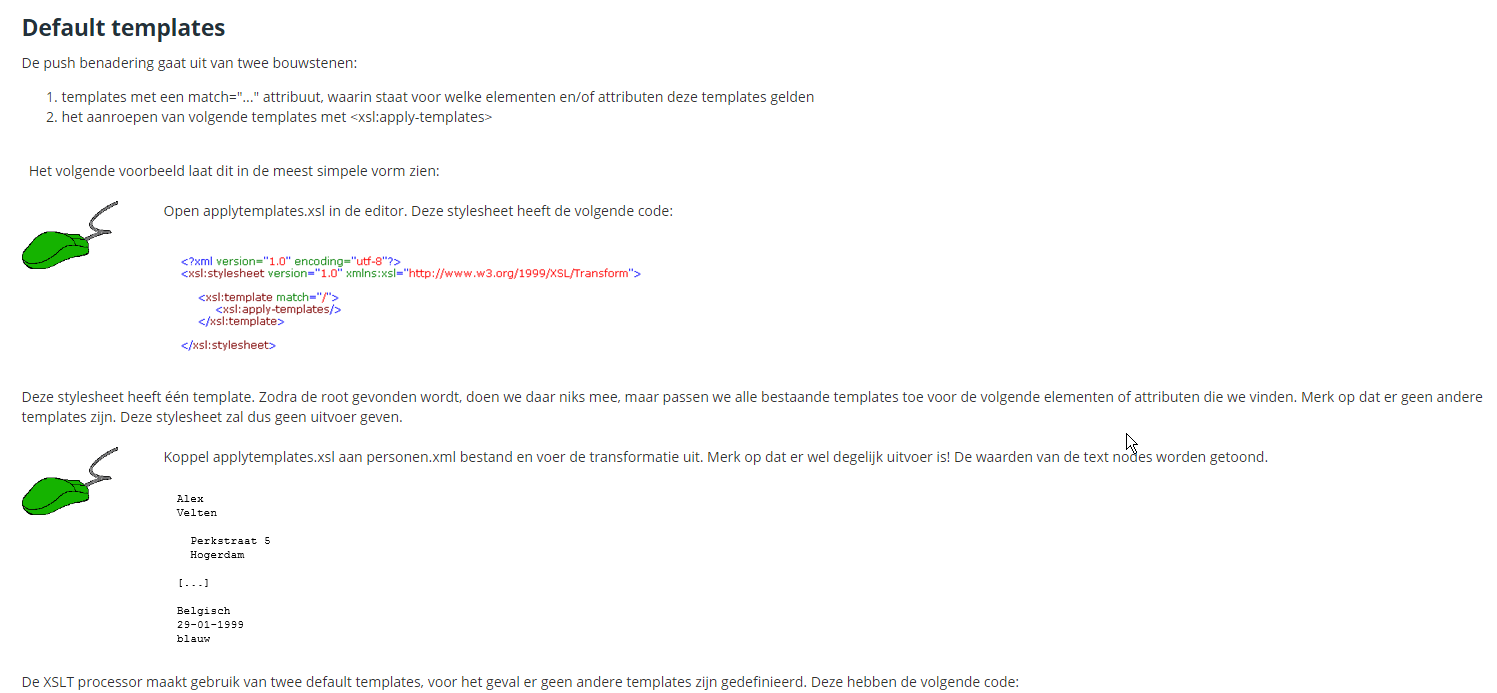 Default templates
De push benadering gaat uit van twee bouwstenen:
1. templates met een match="..." attribuut, waarin staat voor welke elementen en/of attributen deze templates gelden
2. het aanroepen van volgende templates met <xsl:apply-templates>
Het volgende voorbeeld laat dit in de meest simpele vorm zien:
Open applytemplates.xsl in de editor. Deze stylesheet heeft de volgende code:
<?xml version="1.0" encoding="utf-8"?>
<xsl:stylesheet version="1.0" xmlns:xsl="http://www.w3.org/1999/XSL/Transform">
<xsl:template match="/">
<xsl:apply-templates/>
</xsl:template>
</xsl:stylesheet>
Deze stylesheet heeft één template. Zodra de root gevonden wordt, doen we daar niks mee, maar passen we alle bestaande templates toe voor de volgende elementen of attributen die we vinden. Merk op dat er geen andere
templates zijn. Deze stylesheet zal dus geen uitvoer geven.
Koppel applytemplates.xsl aan personen.xml bestand en voer de transformatie uit. Merk op dat er wel degelijk uitvoer is! De waarden van de text nodes worden getoond.
Alex
Velten
Perkstraat 5
Hogerdam
[...]
Belgisch
29-01-1999
blauw
De XSLT processor maakt gebruik van twee default templates, voor het geval er geen andere templates zijn gedefinieerd. Deze hebben de volgende code: